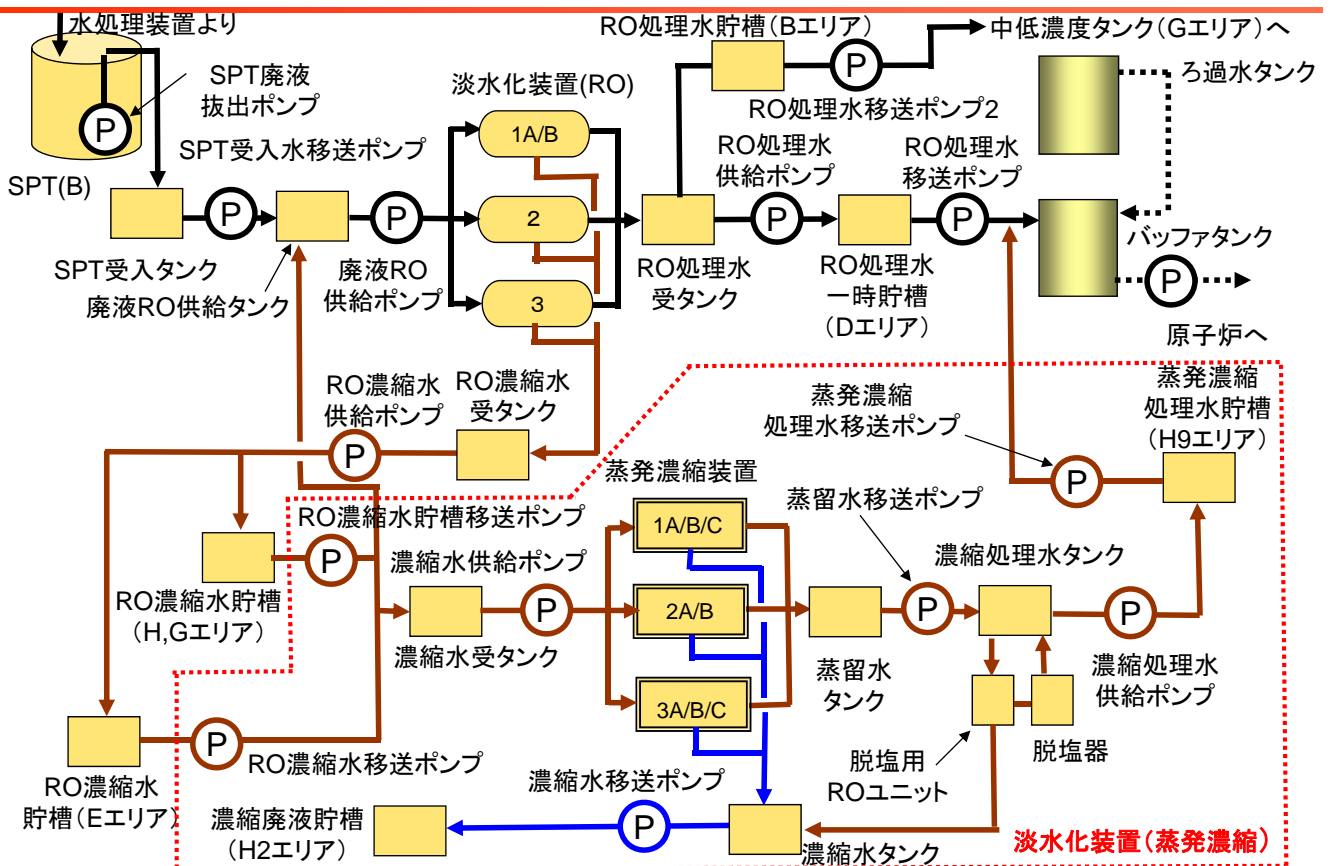 水処理装置より
RO処理水貯槽(Bエリア)
中低濃度タンク(Gエリア)へ
P
SPT廃液
抜出ポンプ
P
淡水化装置(RO)
ろ過水タンク
RO処理水移送ポンプ2
1A/B
SPT受入水移送ポンプ
RO処理水
供給ポンプ
RO処理水
移送ポンプ
SPT(B)
P
P
2
P
P
バッファタンク
SPT受入タンク
廃液RO供給タンク
廃液RO
供給ポンプ
RO処理水
受タンク
RO処理水
一時貯槽
(Dエリア)
P
3
原子炉へ
RO濃縮水
供給ポンプ
RO濃縮水
受タンク
蒸発濃縮
処理水移送ポンプ
蒸発濃縮
処理水貯槽
(H9エリア)
P
P
蒸発濃縮装置
RO濃縮水貯槽移送ポンプ
蒸留水移送ポンプ
1A/B/C
P
濃縮水供給ポンプ
濃縮処理水タンク
RO濃縮水貯槽
(H,Gエリア)
P
2A/B
P
P
濃縮水受タンク
蒸留水
タンク
濃縮処理水
供給ポンプ
3A/B/C
P
RO濃縮水移送ポンプ
脱塩用
ROユニット
脱塩器
RO濃縮水
貯槽(Eエリア)
濃縮水移送ポンプ
濃縮廃液貯槽
(H2エリア)
P
濃縮水タンク
淡水化装置(蒸発濃縮)